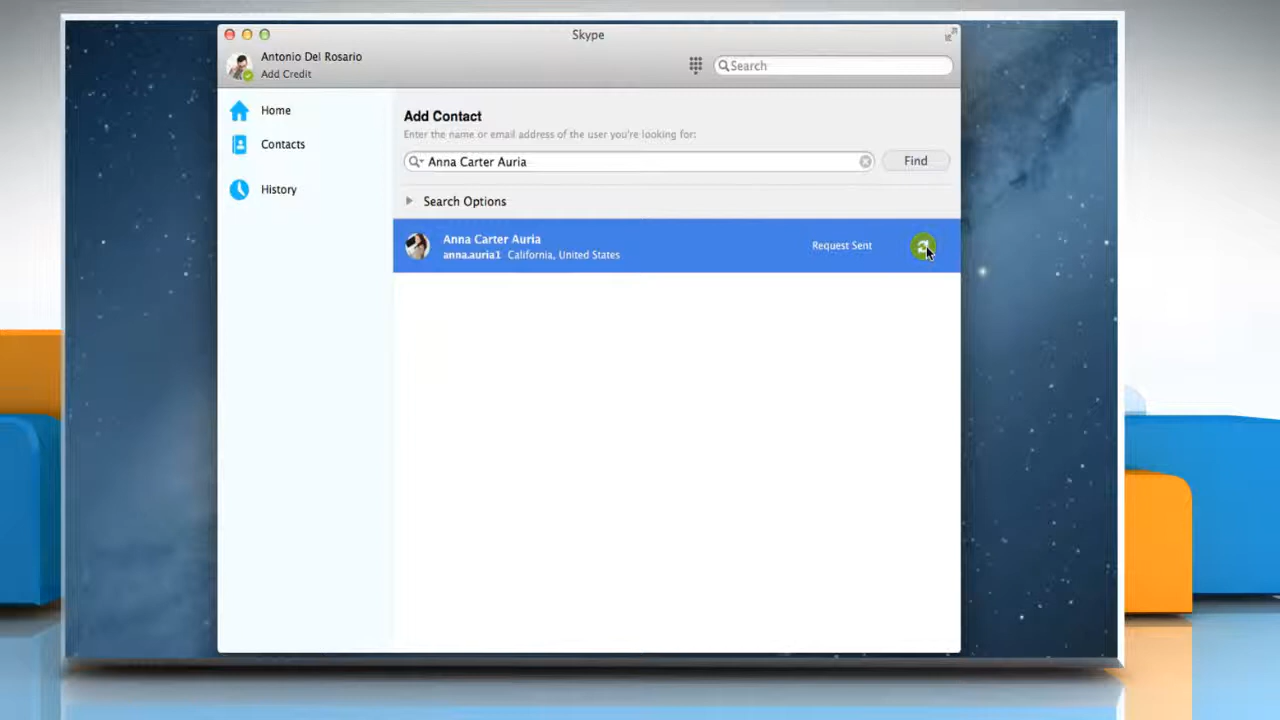 Skype
Antonio Del Rosario
Add Credit
Search
Home
Contacts
History
Add Contact
Enter the name or email address of the user you're looking for:
Anna Carter Auria
Find
Search Options
Anna Carter Auria
anna.auria1 California, United States
Request Sent